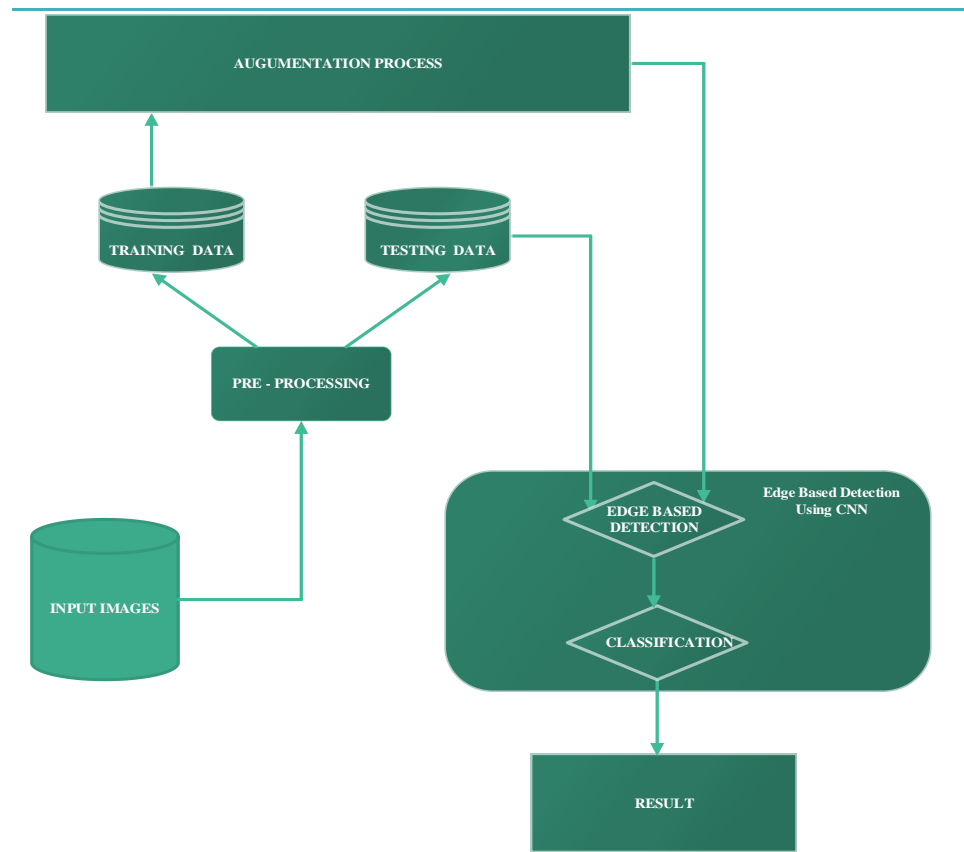 AUGUMENTATION PROCESS
TRAINING DATA
TESTING DATA
PRE - PROCESSING
Edge Based Detection
Using CNN
EDGE BASED
DETECTION
INPUT IMAGES
CLASSIFICATION
RESULT